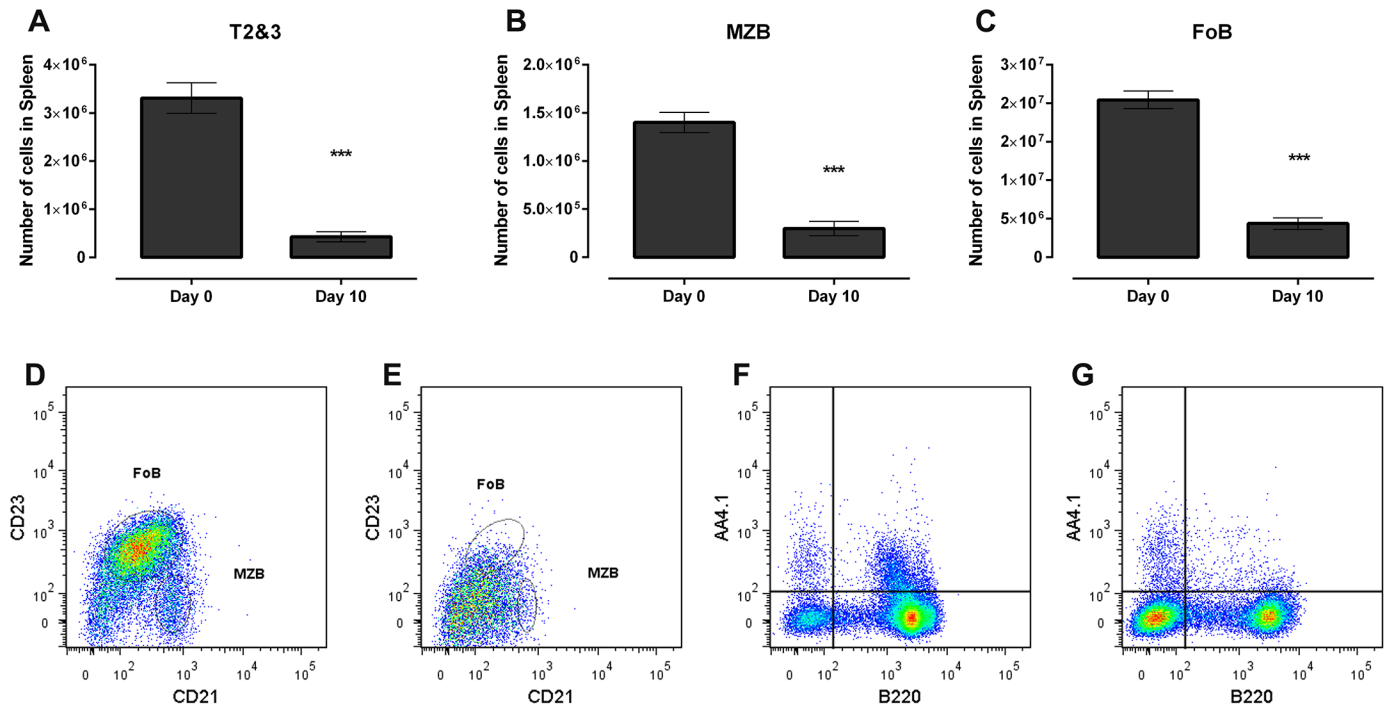 A
T2&3
Number of cells in Spleen
4×10⁶
3×10⁶
2×10⁶
1×10⁶
0
***
Day 0
Day 10
B
MZB
Number of cells in Spleen
2.0×10⁶
1.5×10⁶
1.0×10⁶
5.0×10⁵
0
***
Day 0
Day 10
C
FoB
Number of cells in Spleen
3×10⁷
2×10⁷
2×10⁷
1×10⁷
5×10⁶
0
***
Day 0
Day 10
D
CD23
10⁵
10⁴
10³
10²
0
FoB
MZB
0 10² 10³ 10⁴ 10⁵
CD21
E
CD23
10⁵
10⁴
10³
10²
0
FoB
MZB
0 10² 10³ 10⁴ 10⁵
CD21
F
AA4.1
10⁵
10⁴
10³
10²
0
0 10² 10³ 10⁴ 10⁵
B220
G
AA4.1
10⁵
10⁴
10³
10²
0
0 10² 10³ 10⁴ 10⁵
B220